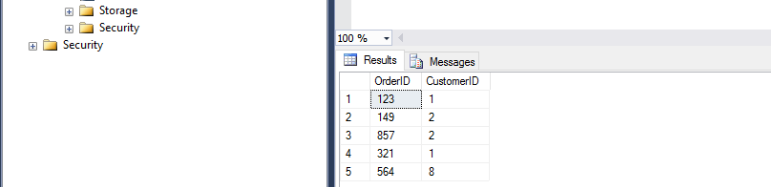 Storage
Security
Security
100 %
Results Messages
OrderID CustomerID
1 123 1
2 149 2
3 857 2
4 321 1
5 564 8